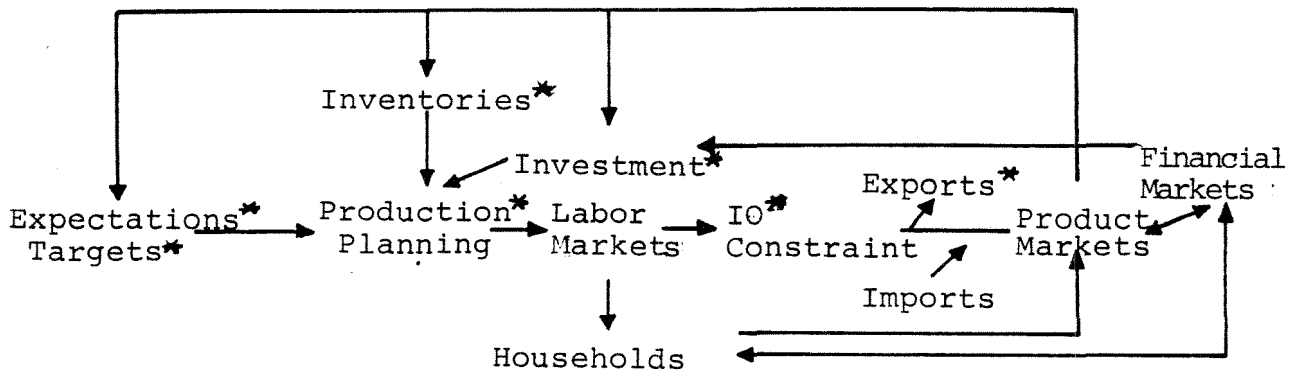 Inventories*
Investment*
Financial
Markets
Exports*
Expectations*
Targets*
Production*
Planning
Labor
Markets
IO*
Constraint
Product
Markets
Imports
Households